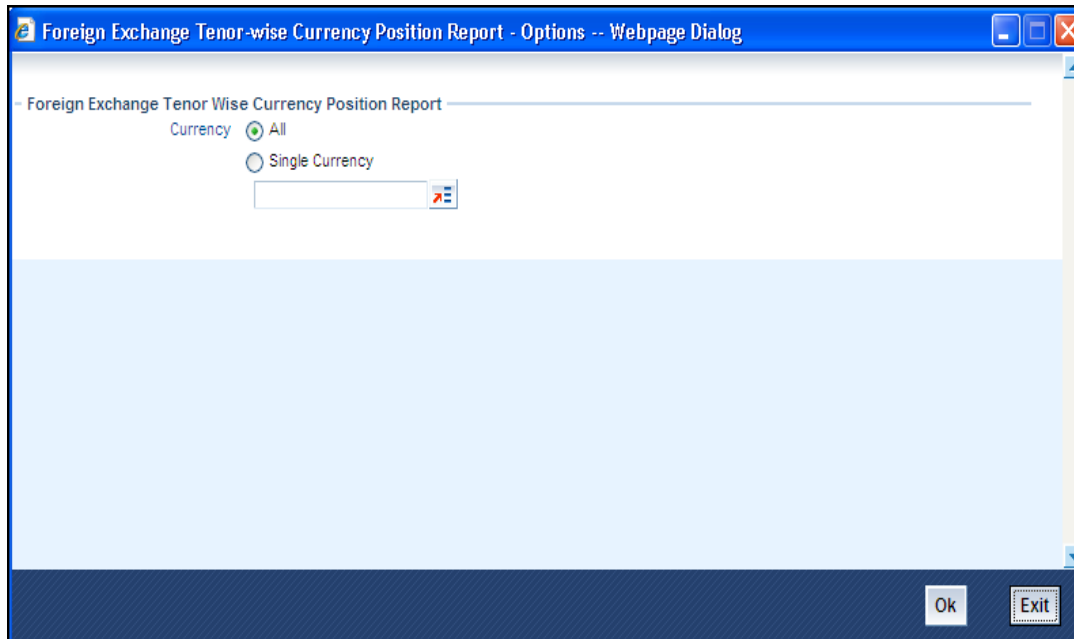 Foreign Exchange Tenor-wise Currency Position Report - Options -- Webpage Dialog
Foreign Exchange Tenor Wise Currency Position Report
Currency All
Single Currency
Ok Exit